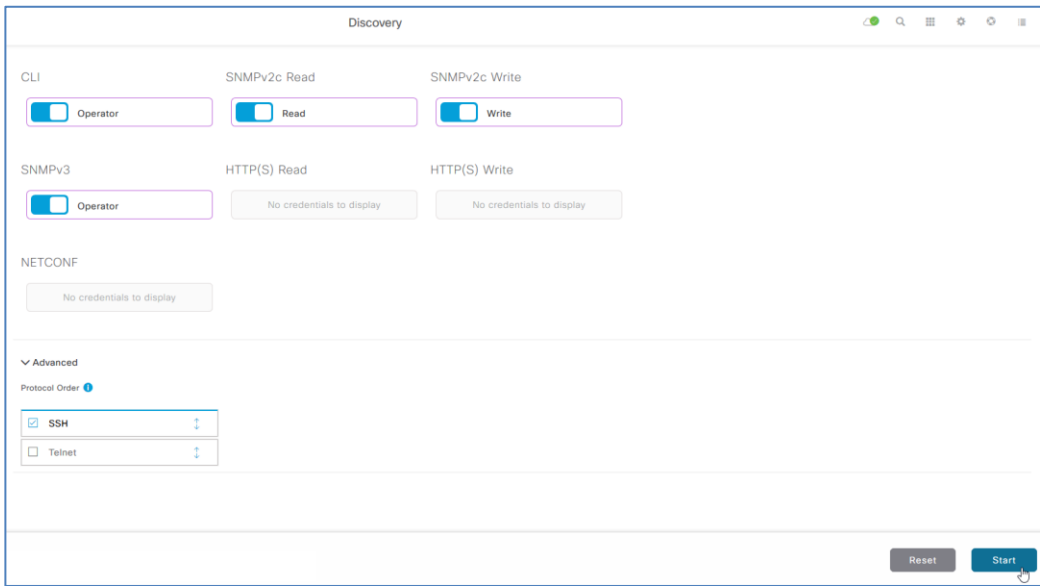 Discovery
CLI SNMPv2c Read SNMPv2c Write
Operator Read Write
SNMPv3 HTTP(S) Read HTTP(S) Write
Operator No credentials to display No credentials to display
NETCONF
No credentials to display
Advanced
Protocol Order
SSH
Telnet
Reset Start